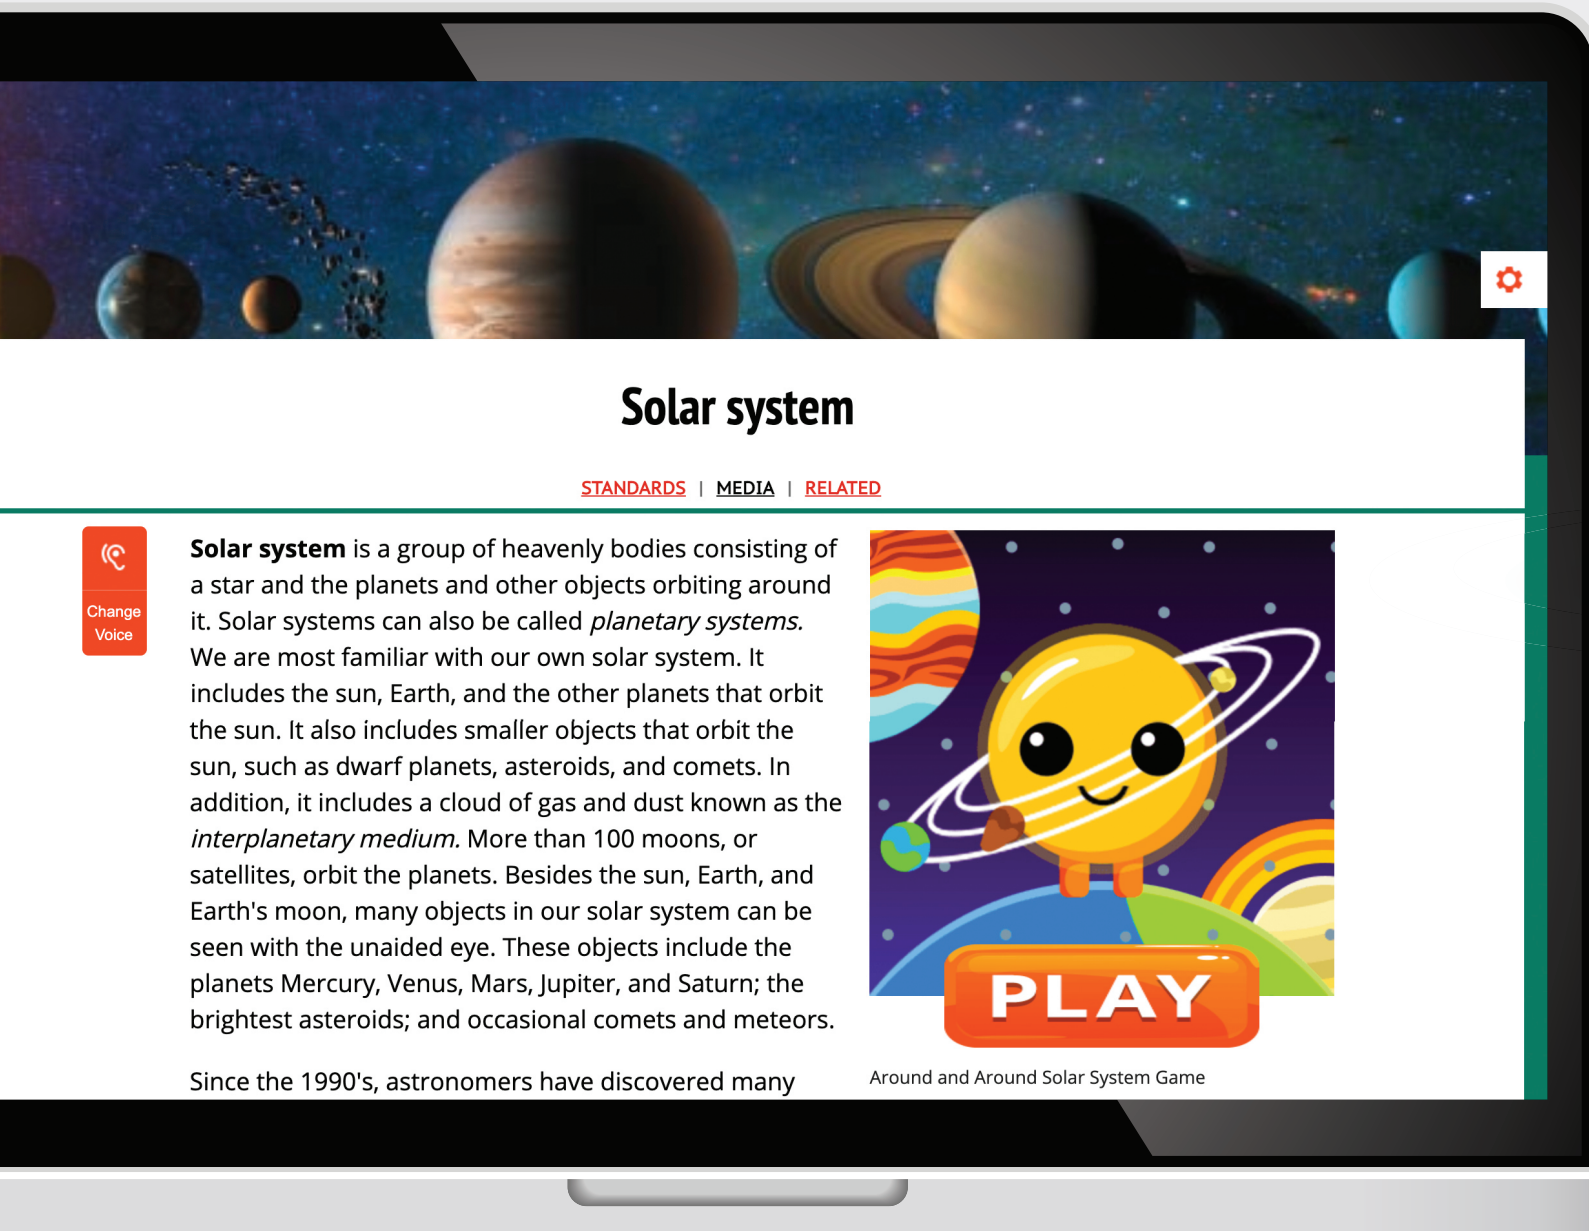 Solar system
STANDARDS | MEDIA | RELATED
Change
Voice
Solar system is a group of heavenly bodies consisting of
a star and the planets and other objects orbiting around
it. Solar systems can also be called planetary systems.
We are most familiar with our own solar system. It
includes the sun, Earth, and the other planets that orbit
the sun. It also includes smaller objects that orbit the
sun, such as dwarf planets, asteroids, and comets. In
addition, it includes a cloud of gas and dust known as the
interplanetary medium. More than 100 moons, or
satellites, orbit the planets. Besides the sun, Earth, and
Earth's moon, many objects in our solar system can be
seen with the unaided eye. These objects include the
planets Mercury, Venus, Mars, Jupiter, and Saturn; the
brightest asteroids; and occasional comets and meteors.
Since the 1990's, astronomers have discovered many
PLAY
Around and Around Solar System Game